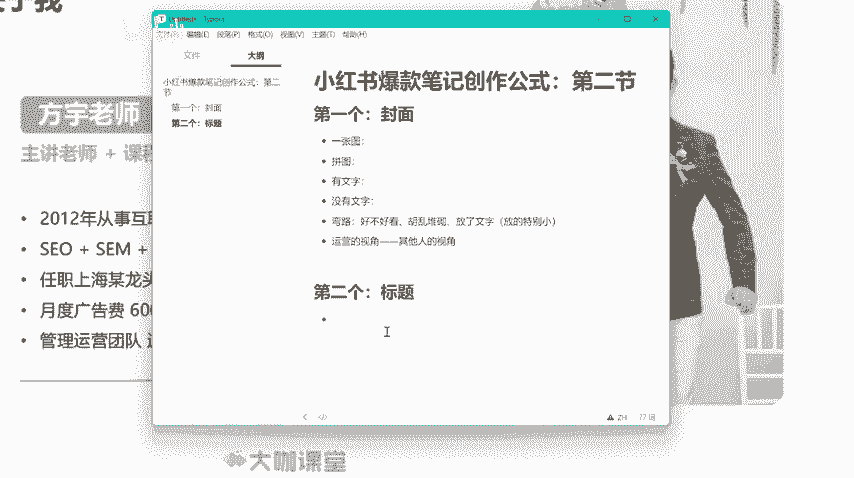 方宇老师
主讲老师 + 课程
2012年从事互联
SEO + SEM +
任职上海某龙头
月度广告费 600
管理运营团队
大咖课堂
编辑(E) 段落(P) 格式(O) 视图(V) 主题(T) 帮助(H)
文件 大纲
小红书爆款笔记创作公式：第二节
第一个：封面
第二个：标题
小红书爆款笔记创作公式：第二节
第一个：封面
一张图：
拼图：
有文字：
没有文字：
弯路：好不好看、胡乱堆砌、放了文字（放的特别小）
运营的视角——其他人的视角
第二个：标题
ZH 77 词